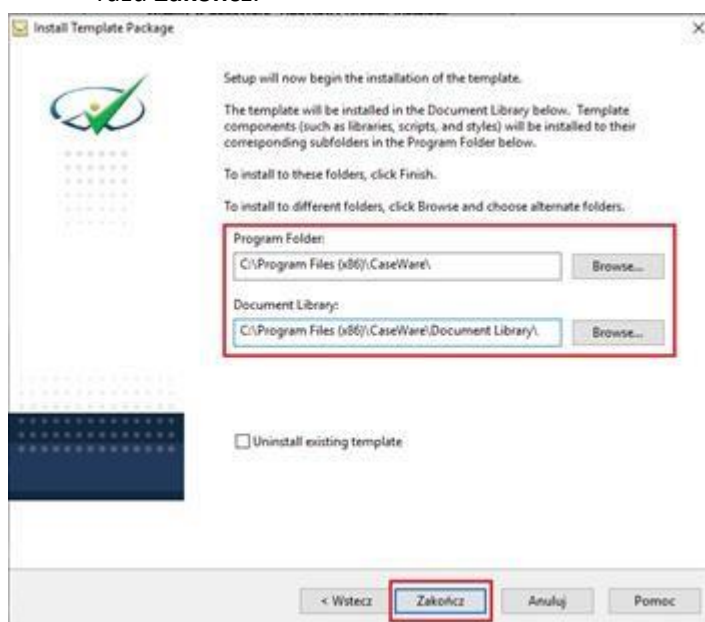 Zakończ.
Install Template Package
Setup will now begin the installation of the template.
The template will be installed in the Document Library below. Template
components (such as libraries, scripts, and styles) will be installed to their
corresponding subfolders in the Program Folder below.
To install to these folders, click Finish.
To install to different folders, click Browse and choose alternate folders.
Program Folder:
C:\Program Files (x86)\CaseWare\ Browse...
Document Library:
C:\Program Files (x86)\CaseWare\Document Library\ Browse...
Uninstall existing template
< Wstecz Zakończ Anuluj Pomoc